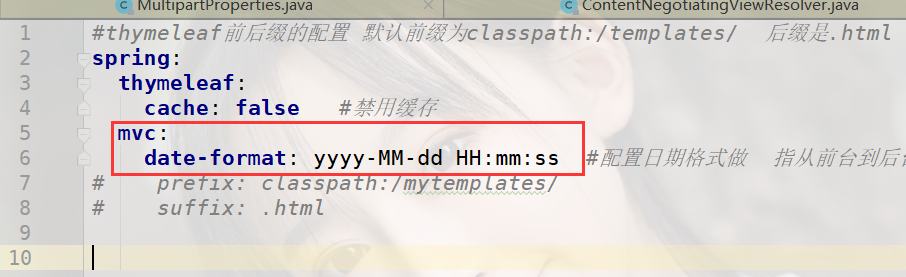 MultipartProperties.java
ContentNegotiatingViewResolver.java
1 #thymeleaf前后缀的配置 默认前缀为classpath:/templates/ 后缀是.html
2 spring:
3 thymeleaf:
4 cache: false #禁用缓存
5 mvc:
6 date-format: yyyy-MM-dd HH:mm:ss #配置日期格式做 指从前台到后台
7 # prefix: classpath:/mytemplates/
8 # suffix: .html
9
10